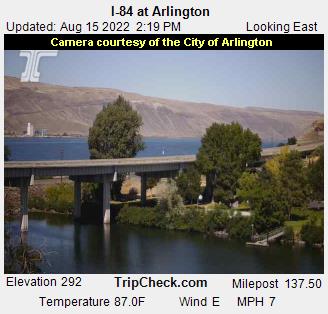 I-84 at Arlington
Updated: Aug 15 2022 2:19 PM Looking East
Camera courtesy of the City of Arlington
Elevation 292 TripCheck.com Milepost 137.50
Temperature 87.0F Wind E MPH 7